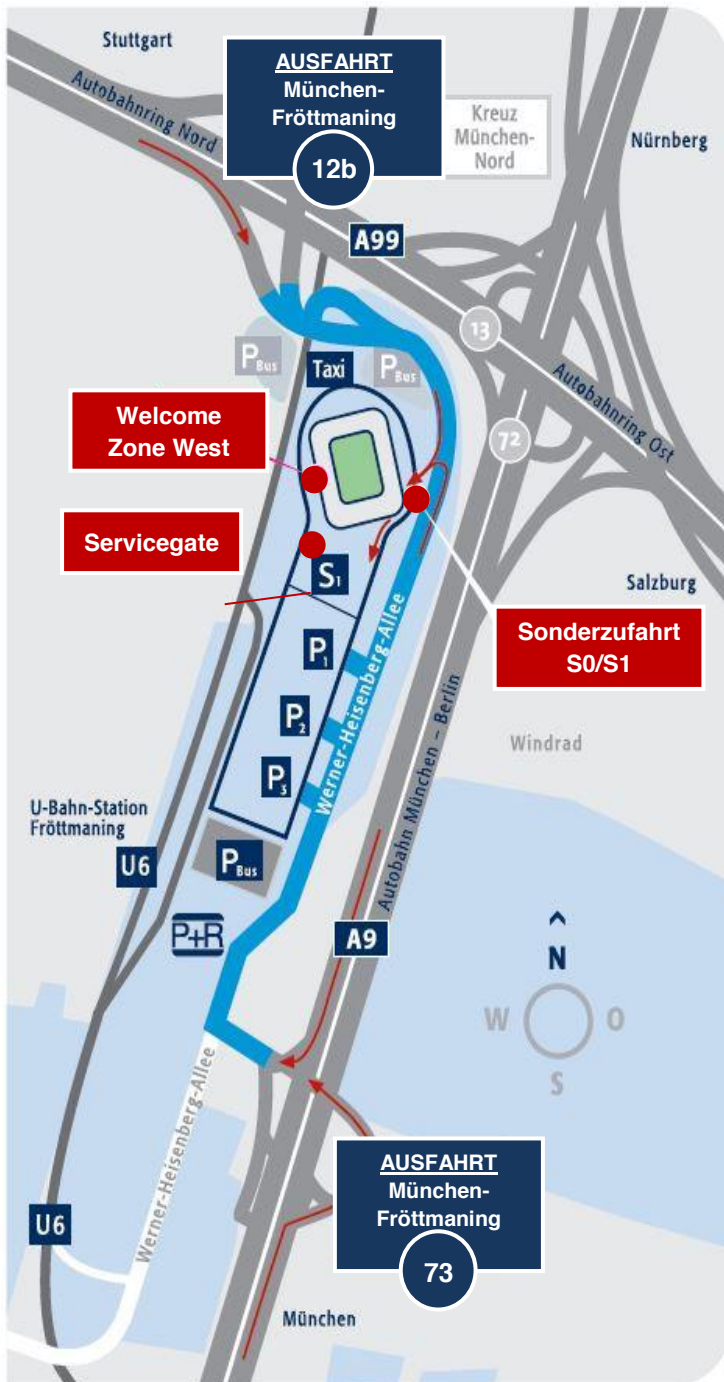 Stuttgart
AUSFAHRT
München-
Fröttmaning
12b
Autobahnring Nord
Kreuz
München-
Nord
Nürnberg
A99
13
P Bus
Taxi
P Bus
Autobahnring Ost
72
Welcome
Zone West
Servicegate
S1
Salzburg
Sonderzufahrt
S0/S1
P1
P2
P3
Werner-Heisenberg-Allee
Autobahn München – Berlin
Windrad
U-Bahn-Station
Fröttmaning
U6
P Bus
P+R
A9
N
W O
S
Werner-Heisenberg-Allee
AUSFAHRT
München-
Fröttmaning
73
U6
München